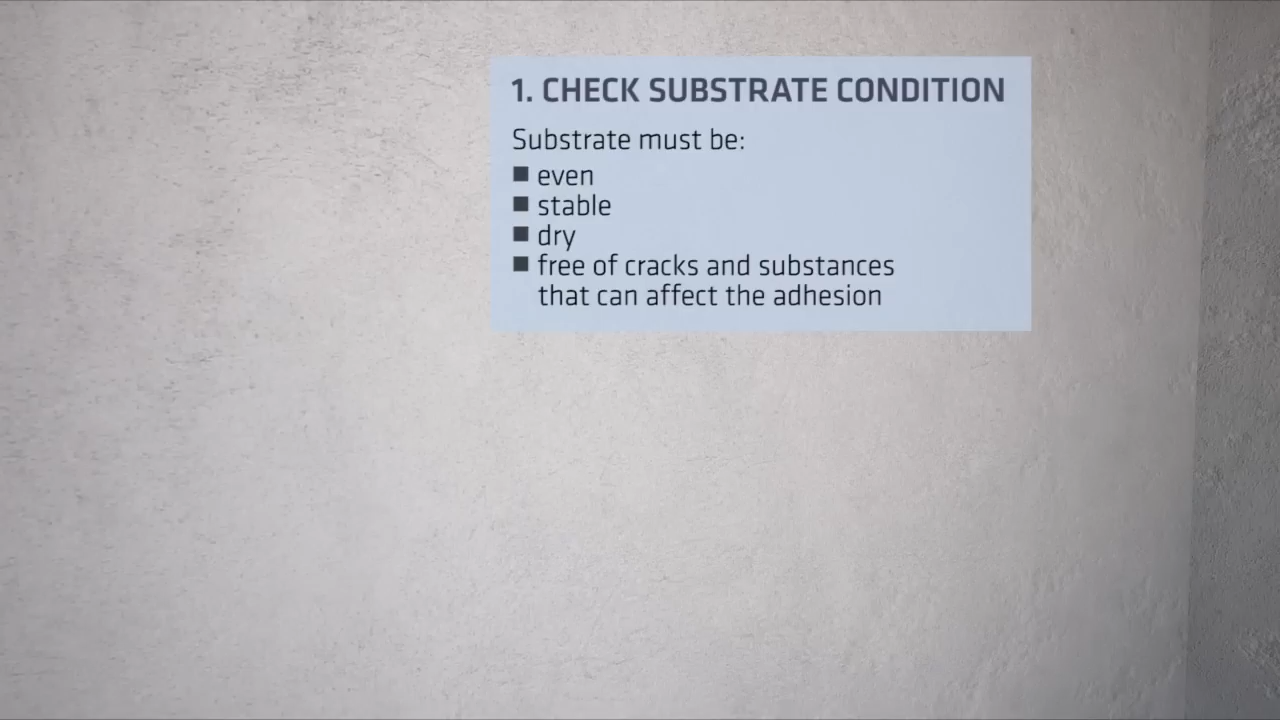 1. CHECK SUBSTRATE CONDITION
Substrate must be:
■ even
■ stable
■ dry
■ free of cracks and substances
that can affect the adhesion